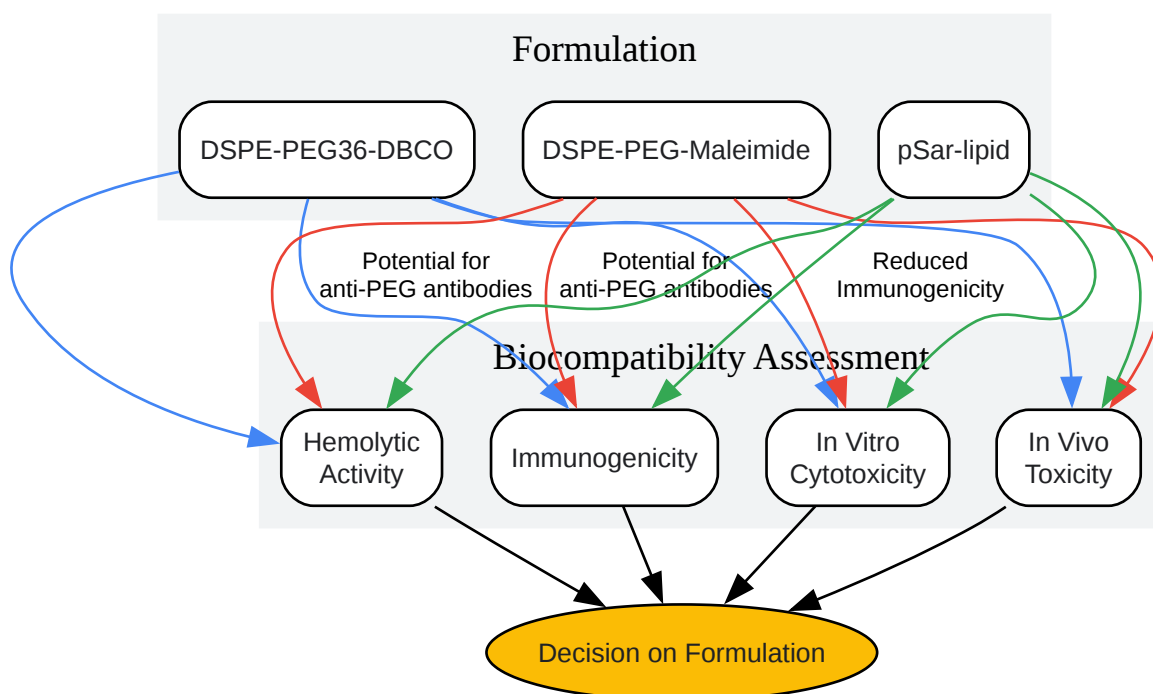 Formulation
DSPE-PEG36-DBCO
DSPE-PEG-Maleimide
pSar-lipid
Potential for
anti-PEG antibodies
Potential for
anti-PEG antibodies
Reduced
Immunogenicity
Biocompatibility Assessment
Hemolytic
Activity
Immunogenicity
In Vitro
Cytotoxicity
In Vivo
Toxicity
Decision on Formulation